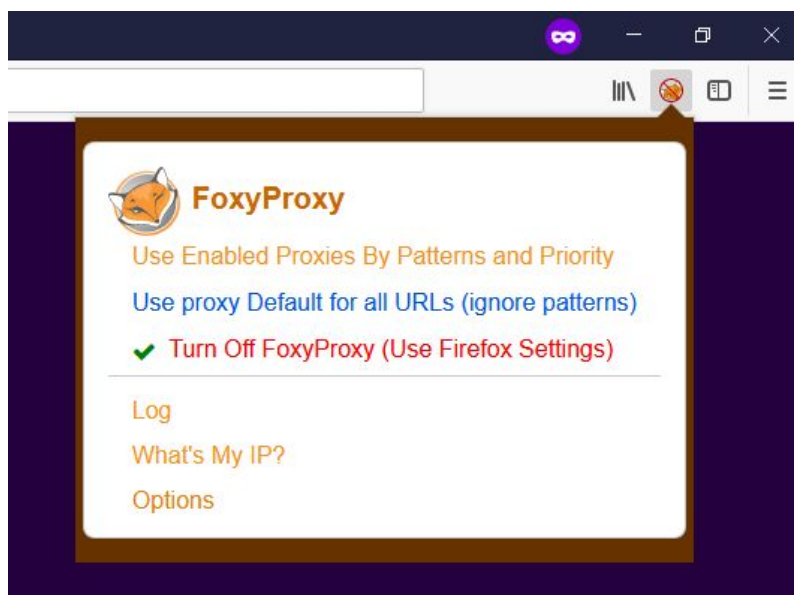 FoxyProxy
Use Enabled Proxies By Patterns and Priority
Use proxy Default for all URLs (ignore patterns)
Turn Off FoxyProxy (Use Firefox Settings)
Log
What's My IP?
Options